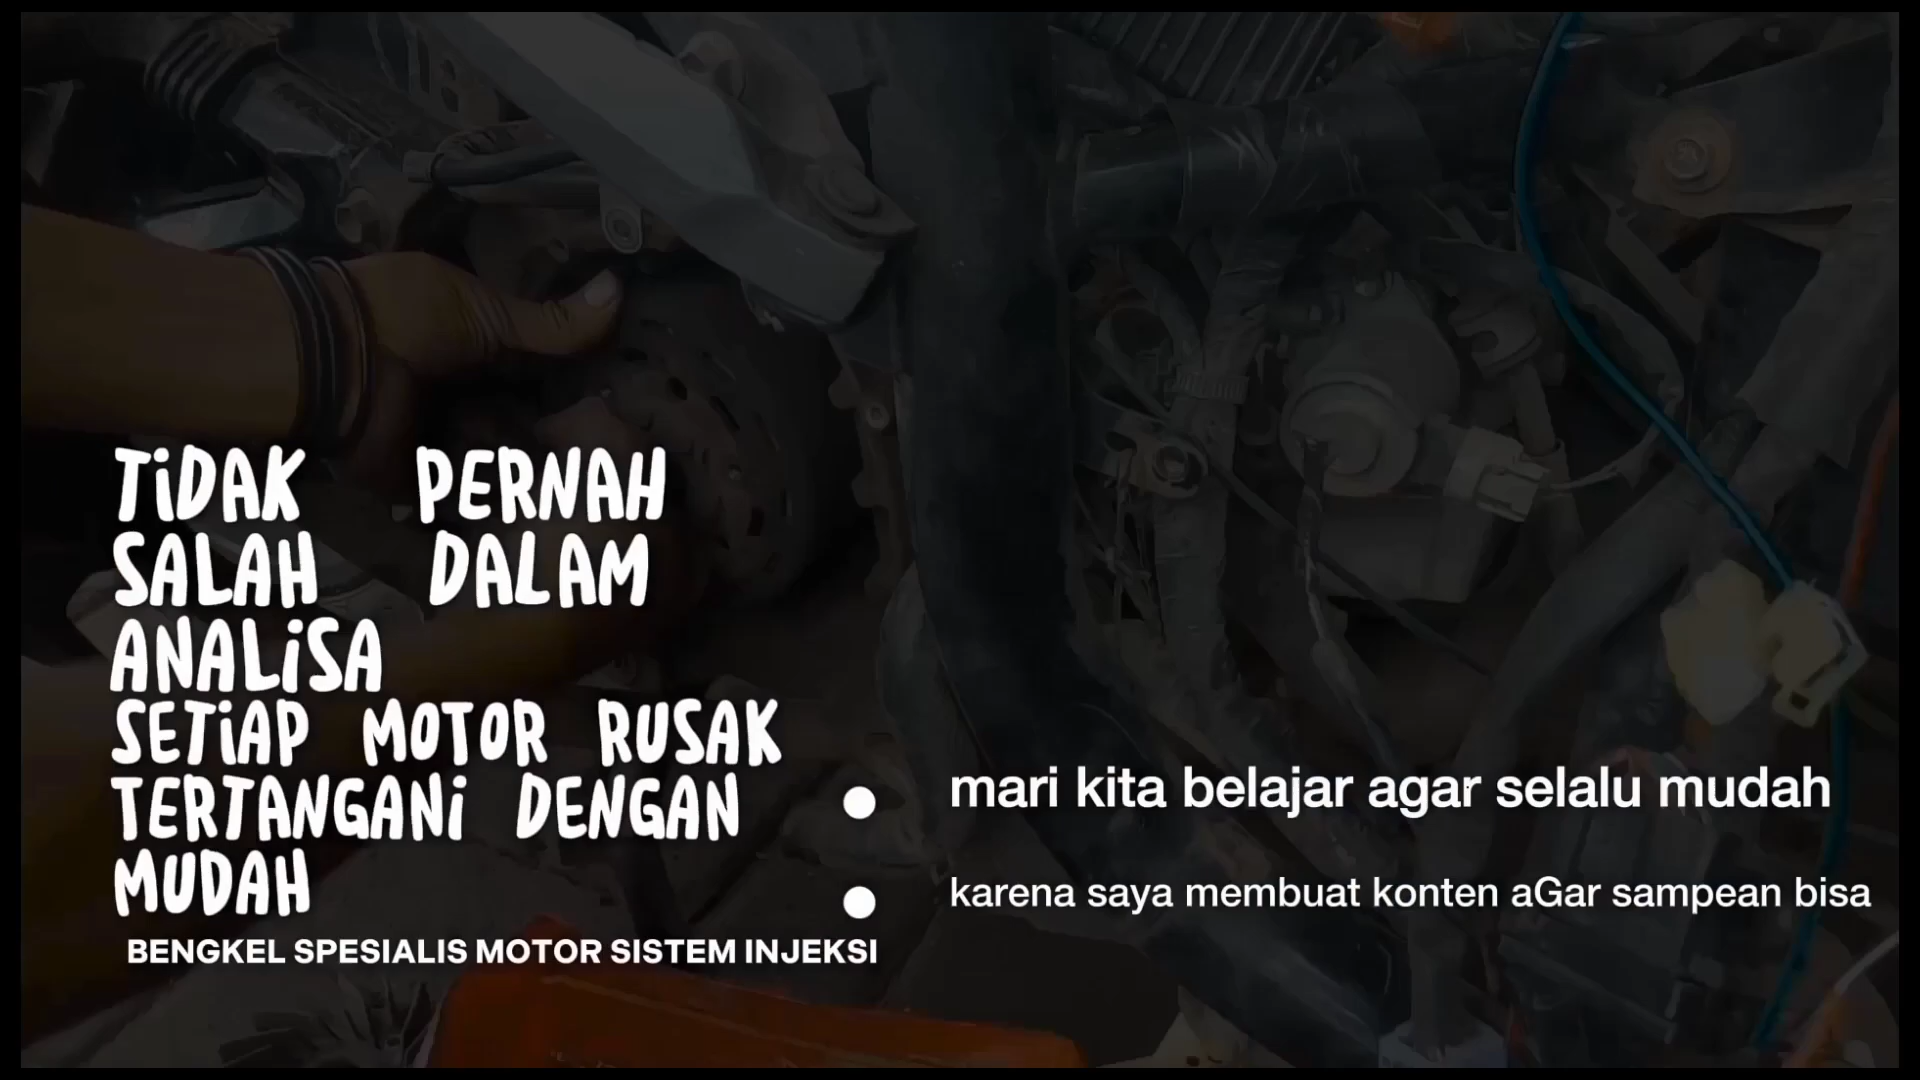 TiDAK PERNAH
SALAH DALAM
ANALiSA
SETiAP MOTOR RUSAK
TERTANGANi DENGAN
MUDAH
BENGKEL SPESIALIS MOTOR SISTEM INJEKSI
mari kita belajar agar selalu mudah
karena saya membuat konten aGar sampean bisa